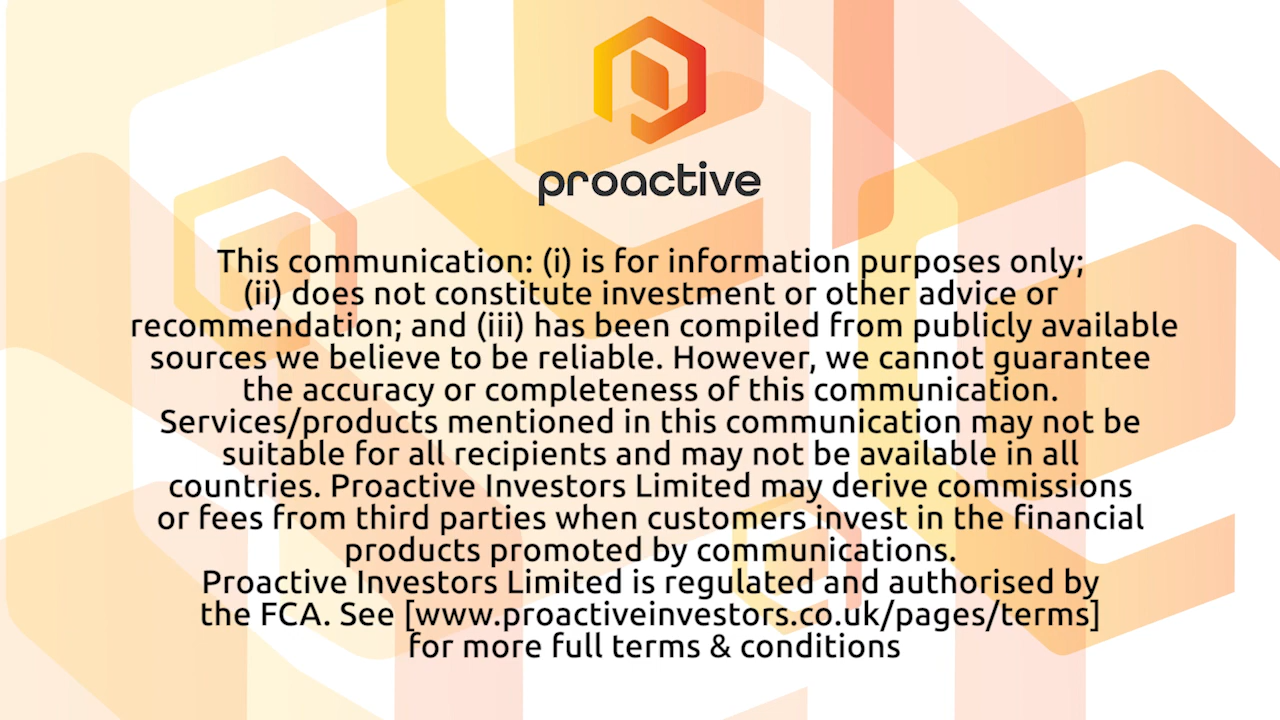 proactive
This communication: (i) is for information purposes only;
(ii) does not constitute investment or other advice or
recommendation; and (iii) has been compiled from publicly available
sources we believe to be reliable. However, we cannot guarantee
the accuracy or completeness of this communication.
Services/products mentioned in this communication may not be
suitable for all recipients and may not be available in all
countries. Proactive Investors Limited may derive commissions
or fees from third parties when customers invest in the financial
products promoted by communications.
Proactive Investors Limited is regulated and authorised by
the FCA. See [www.proactiveinvestors.co.uk/pages/terms]
for more full terms & conditions